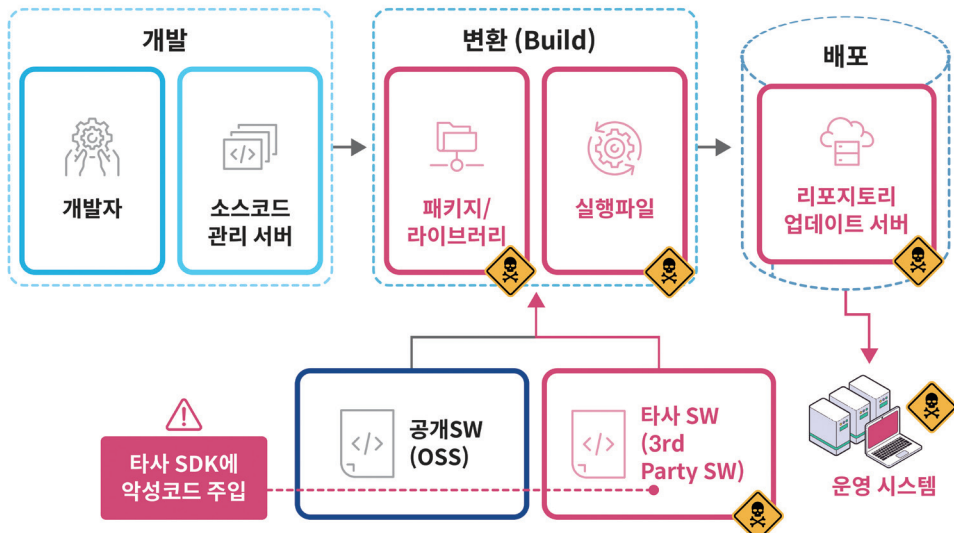 개발
변환 (Build)
배포
개발자
소스코드
관리 서버
패키지/
라이브러리
실행파일
리포지토리
업데이트 서버
타사 SDK에
악성코드 주입
</>
공개SW
(OSS)
</>
타사 SW
(3rd
Party SW)
운영 시스템